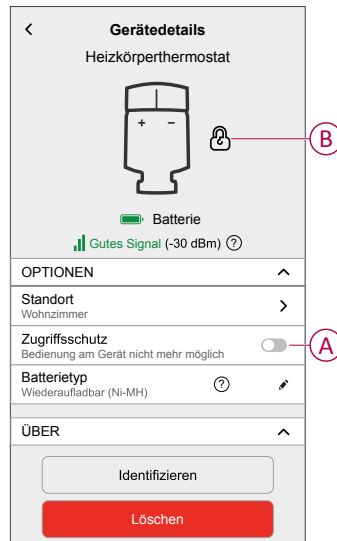 Gerätedetails
Heizkörperthermostat
+ −
B
Batterie
Gutes Signal (-30 dBm) ?
OPTIONEN
Standort
Wohnzimmer
Zugriffsschutz
Bedienung am Gerät nicht mehr möglich
A
Batterietyp
Wiederaufladbar (Ni-MH)
?
ÜBER
Identifizieren
Löschen